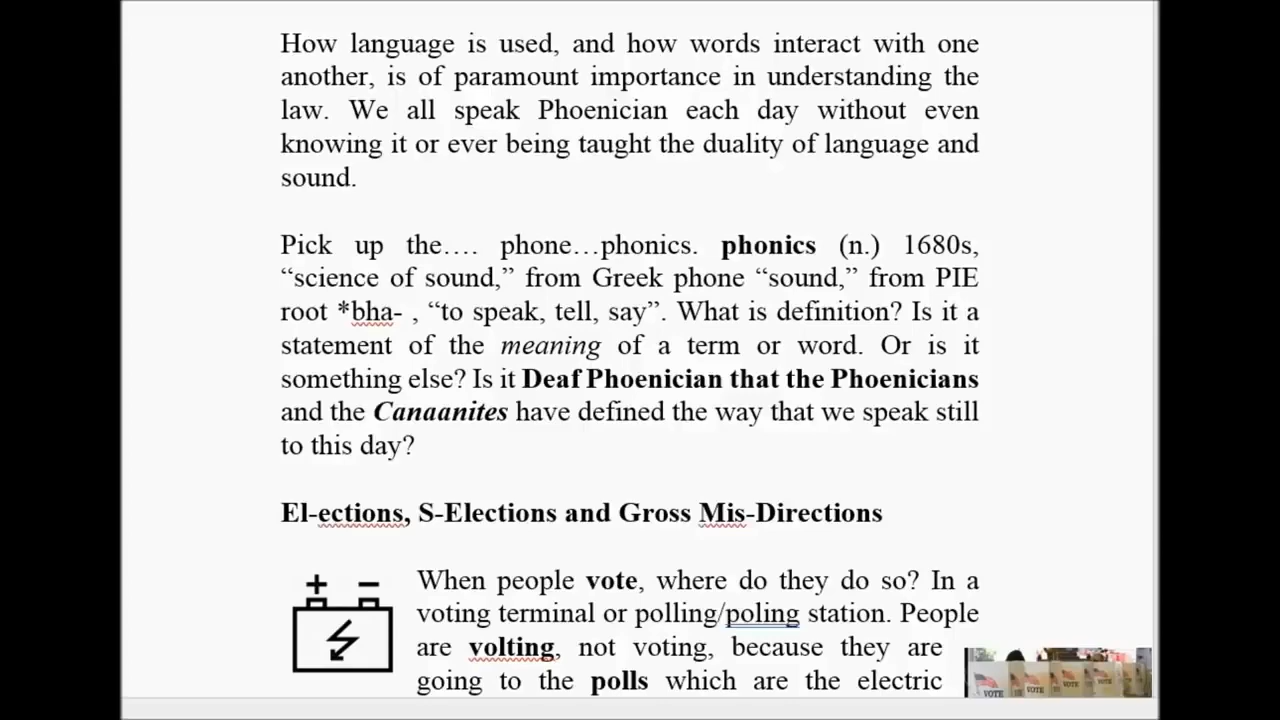 How language is used, and how words interact with one
another, is of paramount importance in understanding the
law. We all speak Phoenician each day without even
knowing it or ever being taught the duality of language and
sound.
Pick up the…. phone…phonics. phonics (n.) 1680s,
“science of sound,” from Greek phone “sound,” from PIE
root *bha- , “to speak, tell, say”. What is definition? Is it a
statement of the meaning of a term or word. Or is it
something else? Is it Deaf Phoenician that the Phoenicians
and the Canaanites have defined the way that we speak still
to this day?
El-ections, S-Elections and Gross Mis-Directions
+ −
When people vote, where do they do so? In a
voting terminal or polling/poling station. People
are volting, not voting, because they are
going to the polls which are the electric
VOTE
VOTE
VOTE